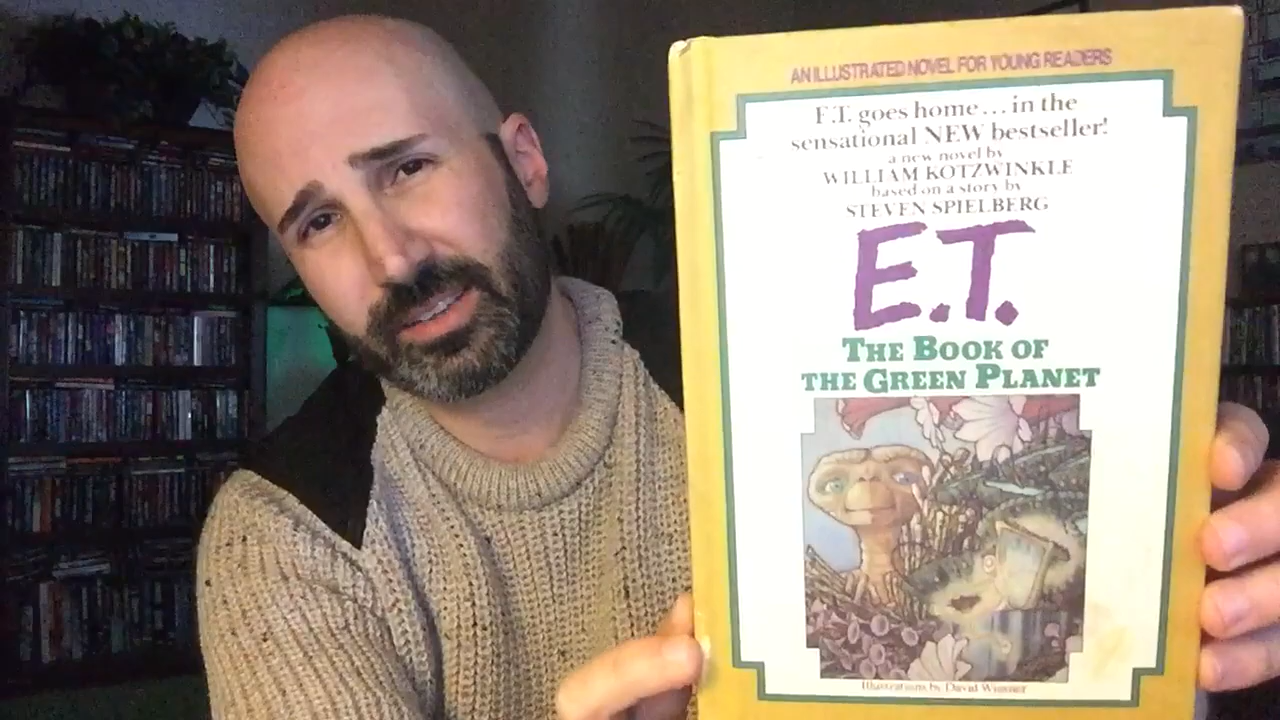 AN ILLUSTRATED NOVEL FOR YOUNG READERS
E.T. goes home... in the
sensational NEW bestseller!
a new novel by
WILLIAM KOTZWINKLE
based on a story by
STEVEN SPIELBERG
E.T.
THE BOOK OF
THE GREEN PLANET
Illustrations by David Wiesner